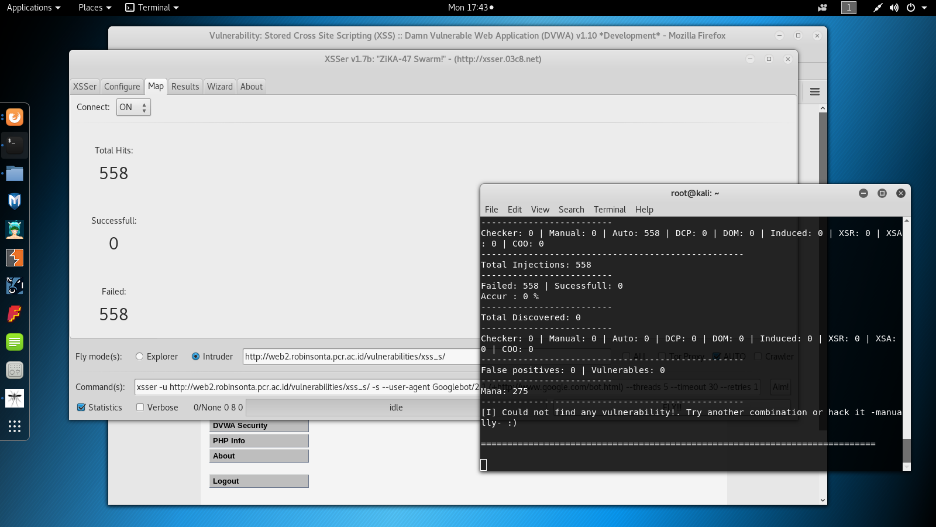 Applications Places Terminal Mon 17:43 1
Vulnerability: Stored Cross Site Scripting (XSS) :: Damn Vulnerable Web Application (DVWA) v1.10 *Development* - Mozilla Firefox
XSSer v1.7b: "ZIKA-47 Swarm!" - (http://xsser.03c8.net)
XSSer Configure Map Results Wizard About
Connect: ON
Total Hits:
558
Successfull:
0
Failed:
558
Fly mode(s): Explorer Intruder http://web2.robinsonta.pcr.ac.id/vulnerabilities/xss_s/
Command(s): xsser -u http://web2.robinsonta.pcr.ac.id/vulnerabilities/xss_s/ -s --user-agent Googlebot/2
Statistics Verbose 0/None 0 8 0 idle
DVWA Security
PHP Info
About
Logout
root@kali: ~
File Edit View Search Terminal Help
-------------------------
Checker: 0 | Manual: 0 | Auto: 558 | DCP: 0 | DOM: 0 | Induced: 0 | XSR: 0 | XSA
: 0 | COO: 0
--------------------------------------------------
Total Injections: 558
-------------------------
Failed: 558 | Sucessfull: 0
Accur : 0 %
-------------------------
Total Discovered: 0
-------------------------
Checker: 0 | Manual: 0 | Auto: 0 | DCP: 0 | DOM: 0 | Induced: 0 | XSR: 0 | XSA:
0 | COO: 0
--------------------------------------------------
False positives: 0 | Vulnerables: 0
-------------------------
Mana: 275
--------------------------------------------------
[I] Could not find any vulnerability!. Try another combination or hack it -manua
lly- :)
===========================================================================